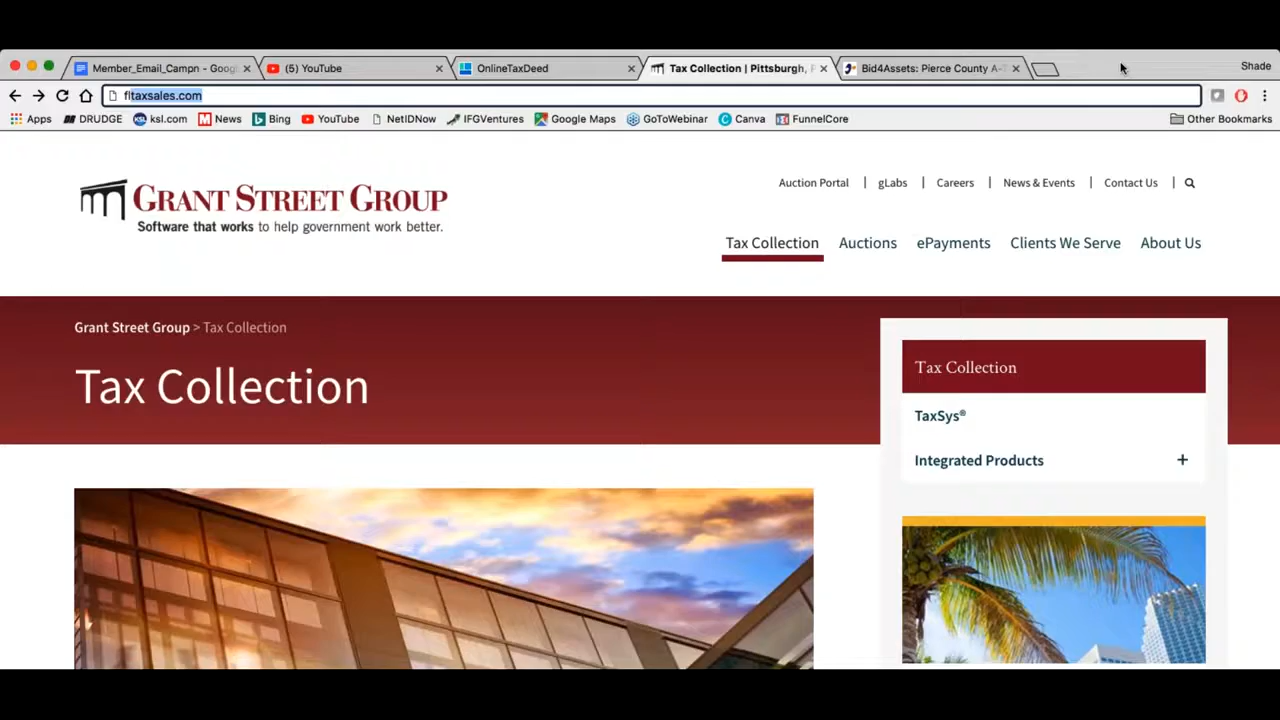 Member_Email_Campn - Goog
(5) YouTube
OnlineTaxDeed
Tax Collection | Pittsburgh, P
Bid4Assets: Pierce County A-T
Shade
fltaxsales.com
Apps
DRUDGE
KSL
ksl.com
M
News
Bing
YouTube
NetIDNow
IFGVentures
Google Maps
GoToWebinar
C
Canva
FunnelCore
Other Bookmarks
GRANT STREET GROUP
Software that works to help government work better.
Auction Portal | gLabs | Careers | News & Events | Contact Us |
Tax Collection
Auctions
ePayments
Clients We Serve
About Us
Grant Street Group > Tax Collection
Tax Collection
Tax Collection
TaxSys®
Integrated Products +